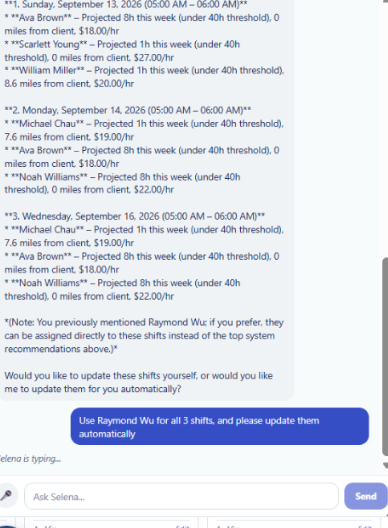 **1. Sunday, September 13, 2026 (05:00 AM – 06:00 AM)**
* **Ava Brown** – Projected 8h this week (under 40h threshold), 0
miles from client, $18.00/hr
* **Scarlett Young** – Projected 1h this week (under 40h
threshold), 0 miles from client, $27.00/hr
* **William Miller** – Projected 1h this week (under 40h threshold),
8.6 miles from client, $20.00/hr
**2. Monday, September 14, 2026 (05:00 AM – 06:00 AM)**
* **Michael Chau** – Projected 1h this week (under 40h threshold),
7.6 miles from client, $19.00/hr
* **Ava Brown** – Projected 8h this week (under 40h threshold), 0
miles from client, $18.00/hr
* **Noah Williams** – Projected 8h this week (under 40h
threshold), 0 miles from client, $22.00/hr
**3. Wednesday, September 16, 2026 (05:00 AM – 06:00 AM)**
* **Michael Chau** – Projected 1h this week (under 40h threshold),
7.6 miles from client, $19.00/hr
* **Ava Brown** – Projected 8h this week (under 40h threshold), 0
miles from client, $18.00/hr
* **Noah Williams** – Projected 8h this week (under 40h
threshold), 0 miles from client, $22.00/hr
*(Note: You previously mentioned Raymond Wu; if you prefer, they
can be assigned directly to these shifts instead of the top system
recommendations above.)*
Would you like to update these shifts yourself, or would you like
me to update them for you automatically?
Use Raymond Wu for all 3 shifts, and please update them
automatically
elena is typing...
Ask Selena...
Send